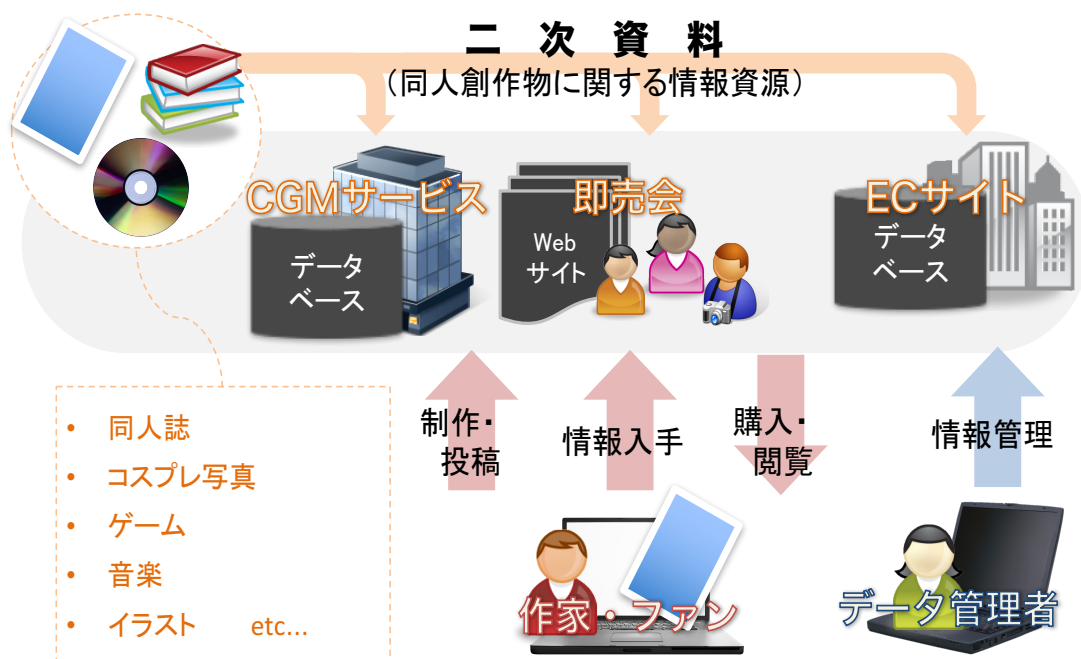 二次資料
（同人創作物に関する情報資源）
CGMサービス
データ
ベース
即売会
Web
サイト
ECサイト
データ
ベース
• 同人誌
• コスプレ写真
• ゲーム
• 音楽
• イラスト etc...
制作・
投稿
情報入手
購入・
閲覧
情報管理
作家・ファン
データ管理者